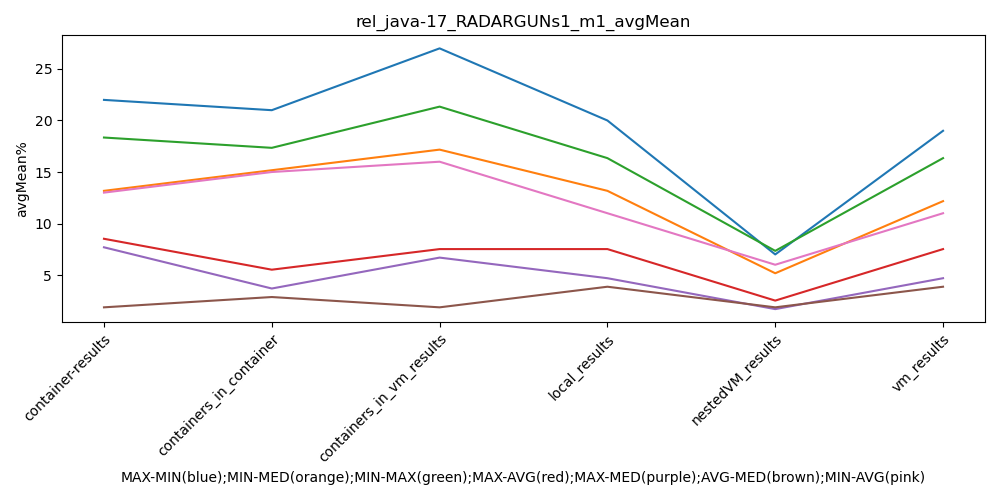 rel_java-17_RADARGUNs1_m1_avgMean
avgMean%
25
20
15
10
5
container-results
containers_in_container
containers_in_vm_results
local_results
nestedVM_results
vm_results
MAX-MIN(blue);MIN-MED(orange);MIN-MAX(green);MAX-AVG(red);MAX-MED(purple);AVG-MED(brown);MIN-AVG(pink)